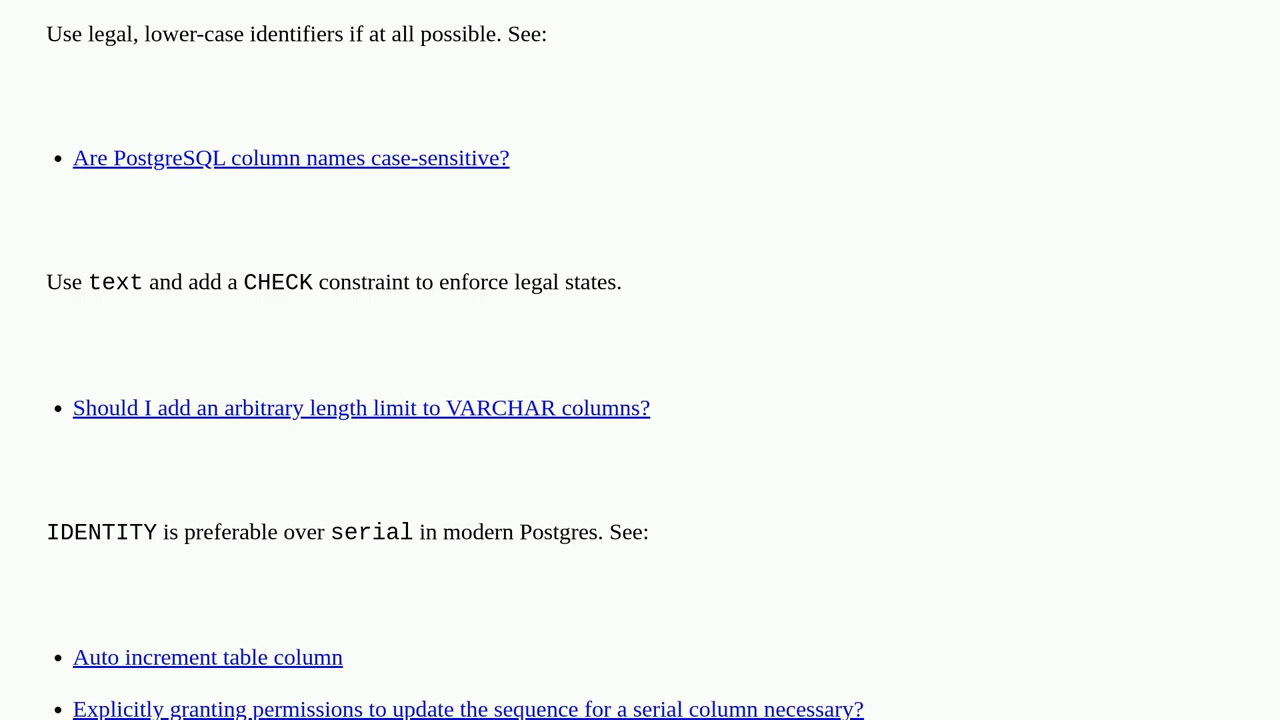 Use legal, lower-case identifiers if at all possible. See:
• Are PostgreSQL column names case-sensitive?
Use text and add a CHECK constraint to enforce legal states.
• Should I add an arbitrary length limit to VARCHAR columns?
IDENTITY is preferable over serial in modern Postgres. See:
• Auto increment table column
• Explicitly granting permissions to update the sequence for a serial column necessary?